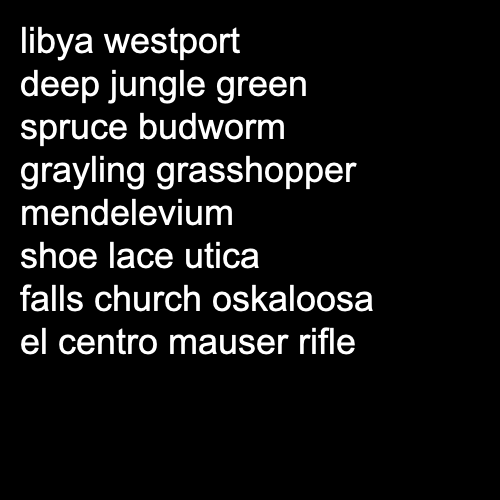 libya westport
deep jungle green
spruce budworm
grayling grasshopper
mendelevium
shoe lace utica
falls church oskaloosa
el centro mauser rifle